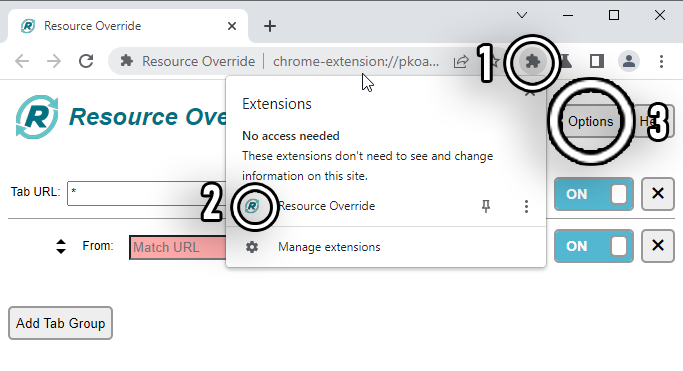 Resource Override
Resource Override | chrome-extension://pkoa...
1
Resource Over
Extensions
Options
3
No access needed
These extensions don't need to see and change
information on this site.
Tab URL:
*
2
Resource Override
ON
×
From:
Match URL
Manage extensions
ON
×
Add Tab Group